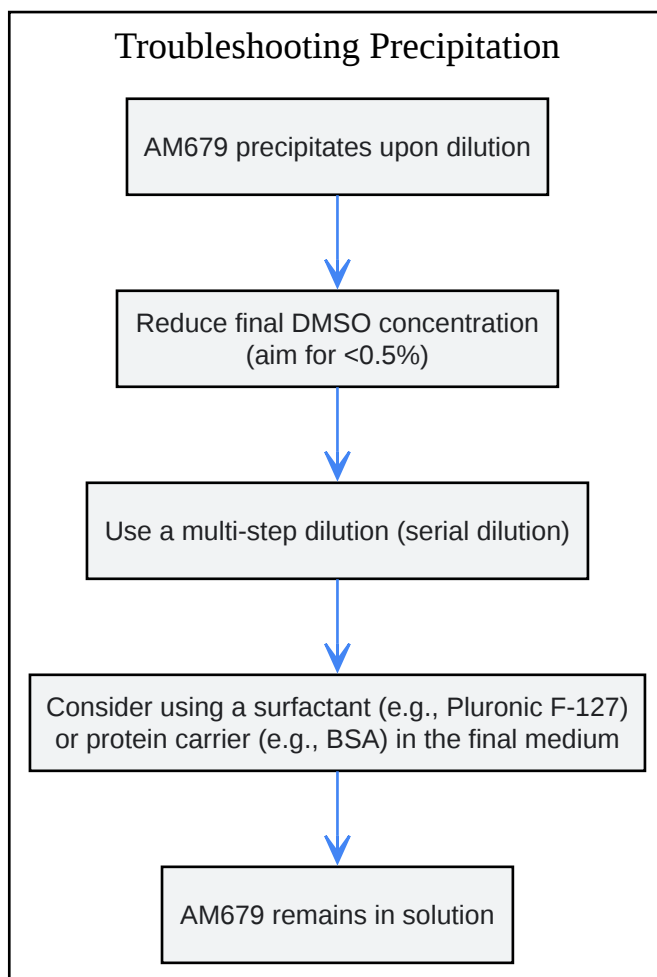 Troubleshooting Precipitation
AM679 precipitates upon dilution
Reduce final DMSO concentration
(aim for <0.5%)
Use a multi-step dilution (serial dilution)
Consider using a surfactant (e.g., Pluronic F-127)
or protein carrier (e.g., BSA) in the final medium
AM679 remains in solution